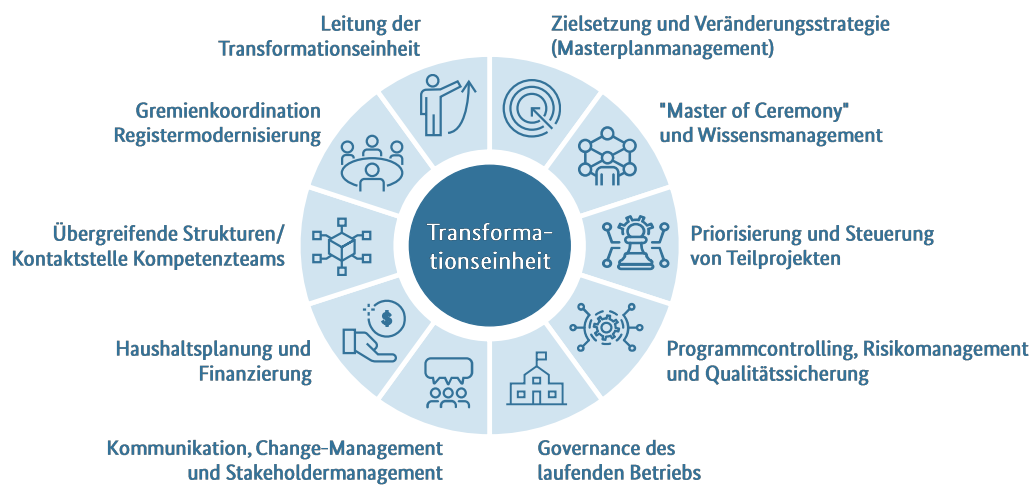 Leitung der
Transformationseinheit
Zielsetzung und Veränderungsstrategie
(Masterplanmanagement)
"Master of Ceremony"
und Wissensmanagement
Priorisierung und Steuerung
von Teilprojekten
Programmcontrolling, Risikomanagement
und Qualitätssicherung
Governance des
laufenden Betriebs
Kommunikation, Change-Management
und Stakeholdermanagement
Haushaltsplanung und
Finanzierung
$
Übergreifende Strukturen/
Kontaktstelle Kompetenzteams
Gremienkoordination
Registermodernisierung
Transforma-
tionseinheit